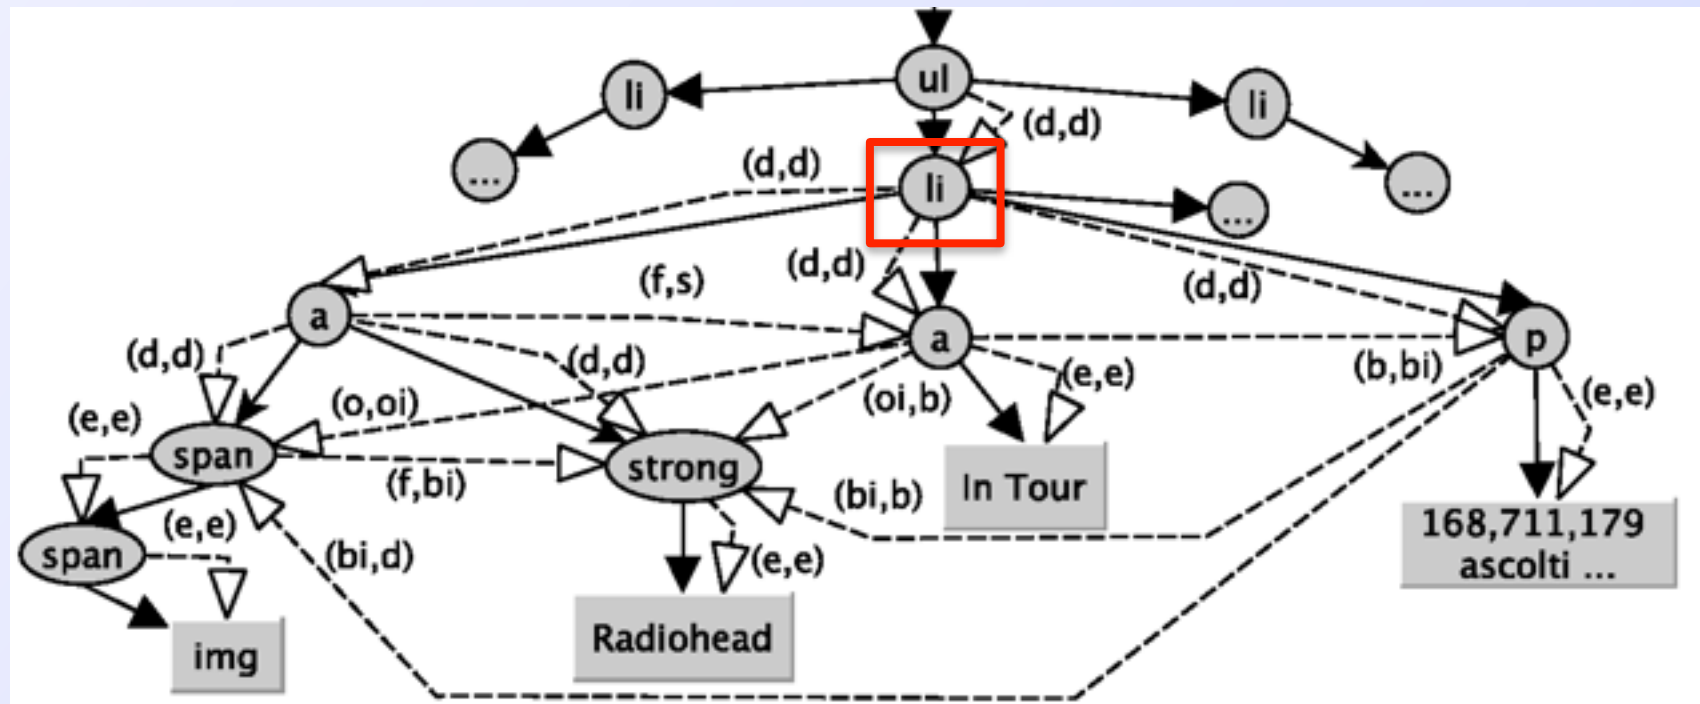 ul
li
li
(d,d)
(d,d)
li
...
...
...
(d,d)
(f,s)
(d,d)
a
a
p
(d,d)
(d,d)
(e,e)
(b,bi)
(e,e)
(o,oi)
(oi,b)
(e,e)
span
strong
In Tour
(f,bi)
(bi,b)
168,711,179
ascolti ...
(e,e)
span
(bi,d)
(e,e)
Radiohead
img